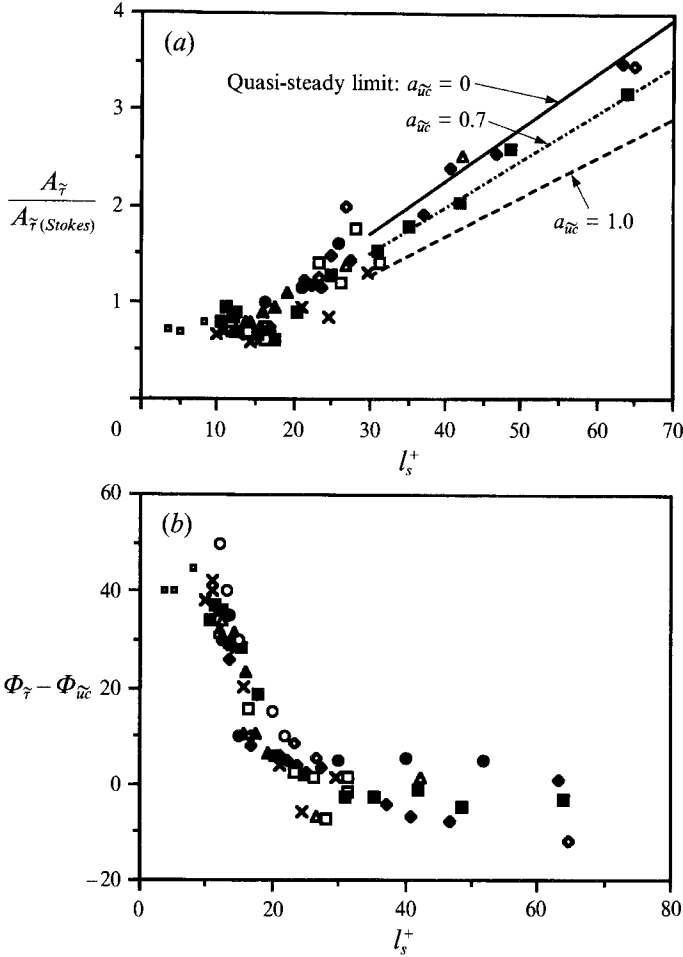 (a)
4
3
2
1
0
Quasi-steady limit: a_ũc = 0
a_ũc = 0.7
a_ũc = 1.0
A_τ̃
A_τ̃ (Stokes)
10 20 30 40 50 60 70
l_s^+
(b)
60
40
20
0
−20
Φ_τ̃ − Φ_ũc
0 20 40 60 80
l_s^+